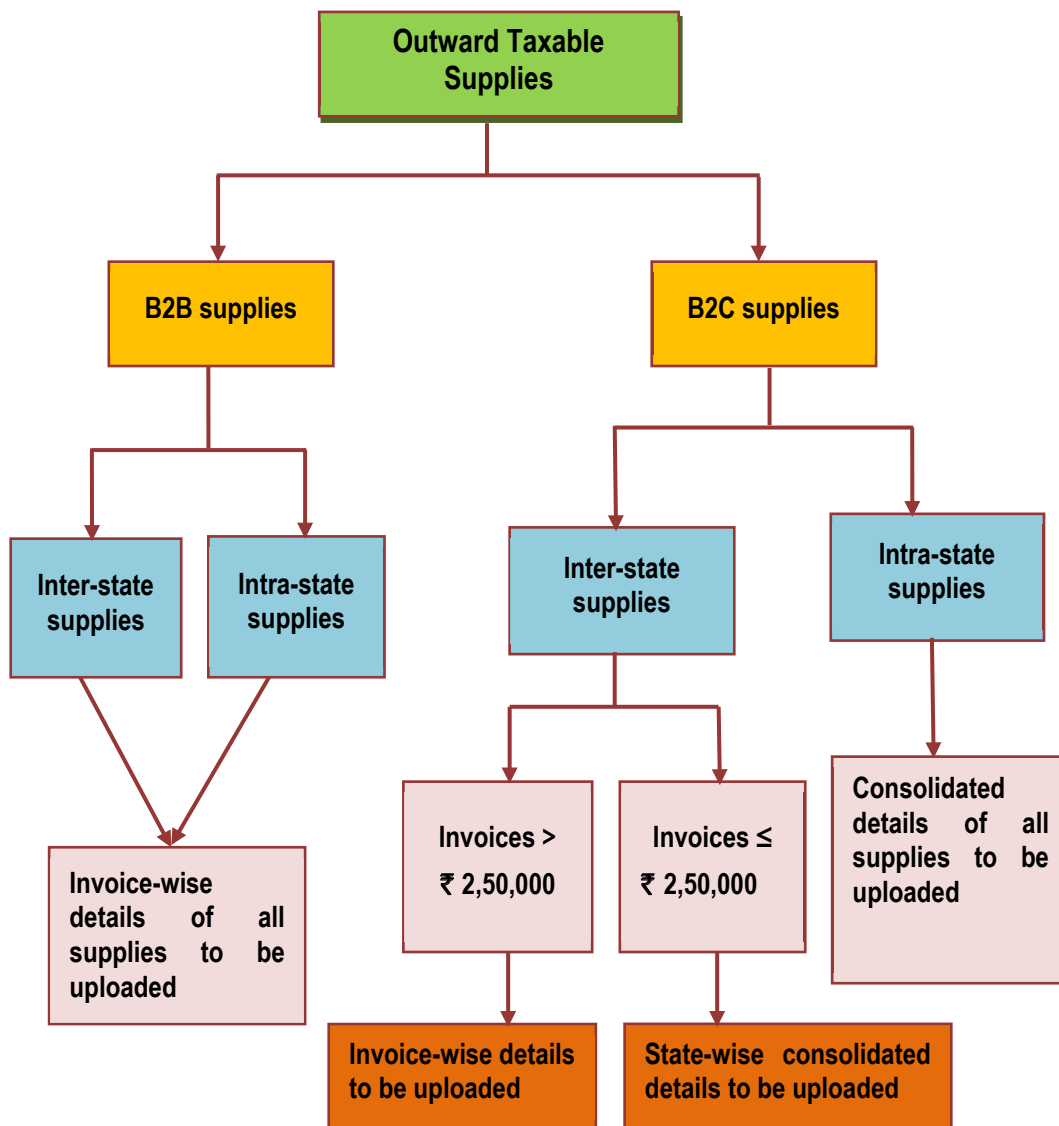 Outward Taxable
Supplies
B2B supplies
B2C supplies
Inter-state
supplies
Intra-state
supplies
Inter-state
supplies
Intra-state
supplies
Invoice-wise
details of all
supplies to be
uploaded
Invoices >
₹ 2,50,000
Invoices ≤
₹ 2,50,000
Consolidated
details of all
supplies to be
uploaded
Invoice-wise details
to be uploaded
State-wise consolidated
details to be uploaded